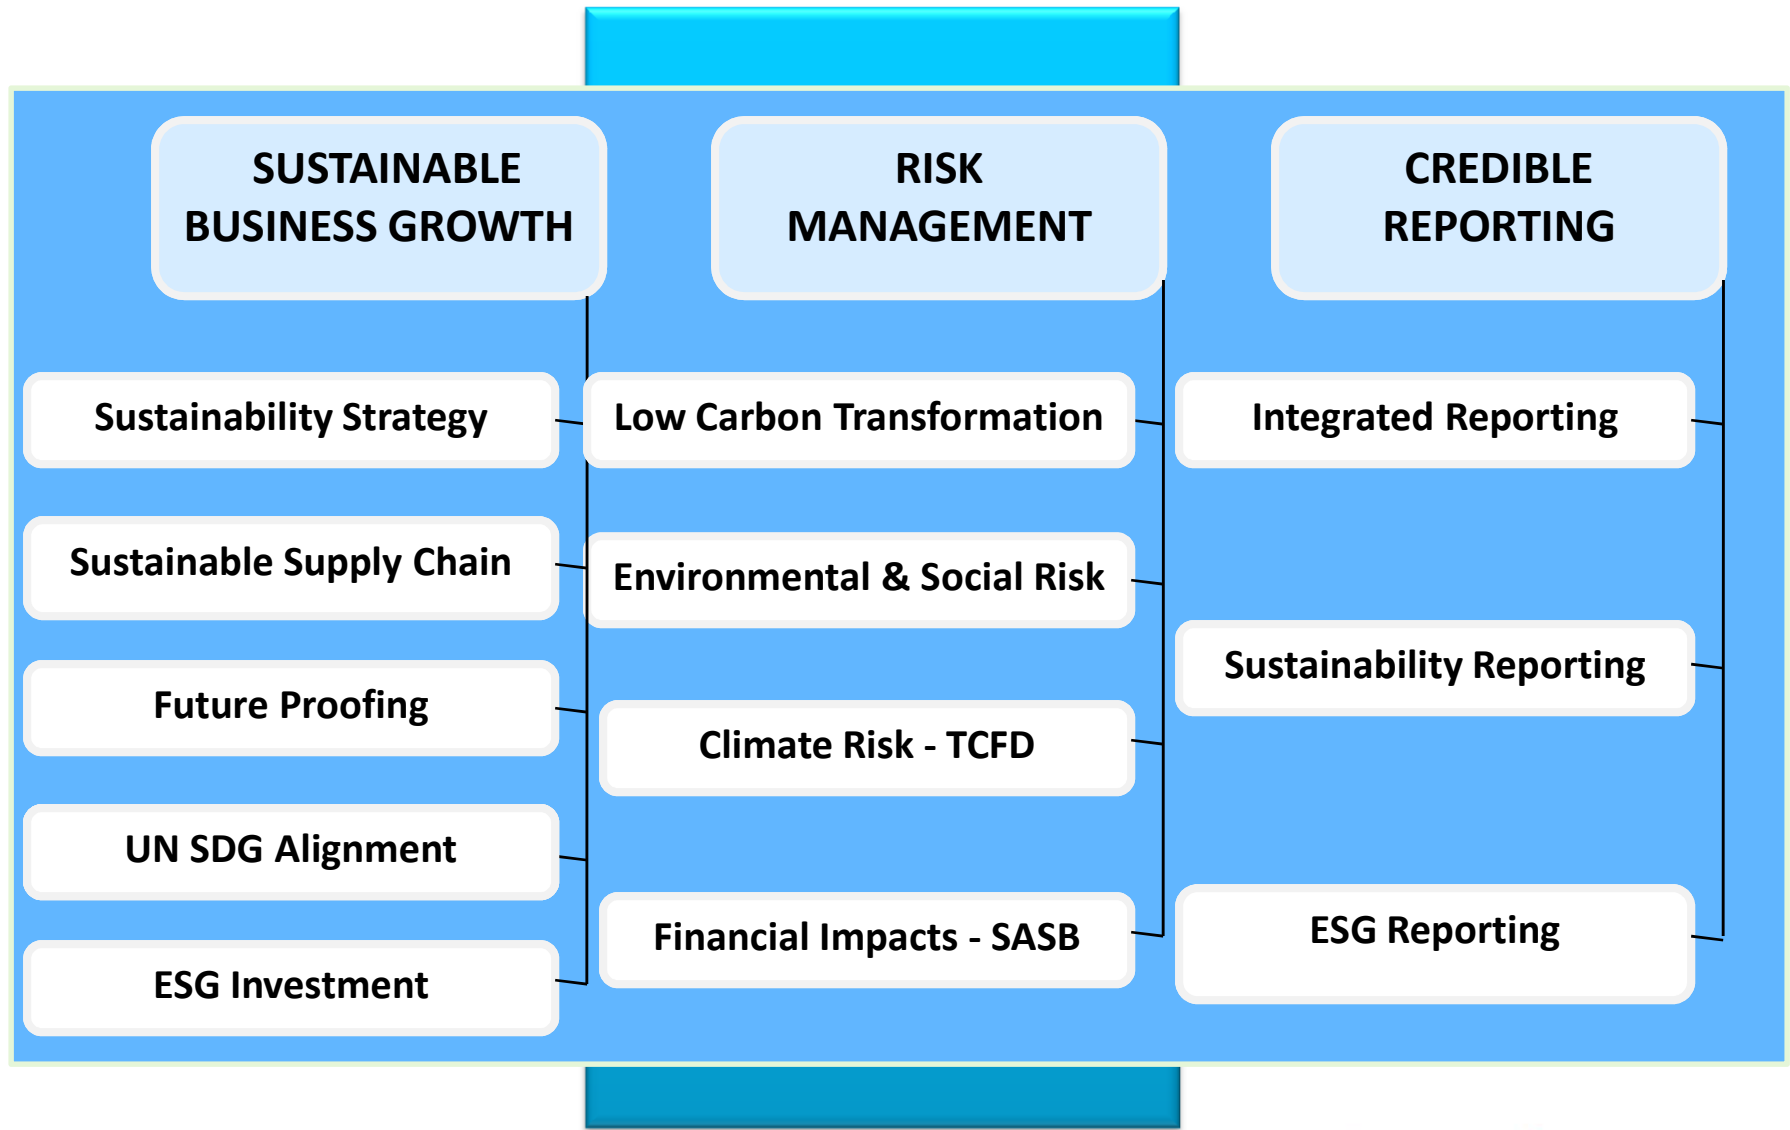 SUSTAINABLE
BUSINESS GROWTH
Sustainability Strategy
Sustainable Supply Chain
Future Proofing
UN SDG Alignment
ESG Investment
RISK
MANAGEMENT
Low Carbon Transformation
Environmental & Social Risk
Climate Risk - TCFD
Financial Impacts - SASB
CREDIBLE
REPORTING
Integrated Reporting
Sustainability Reporting
ESG Reporting